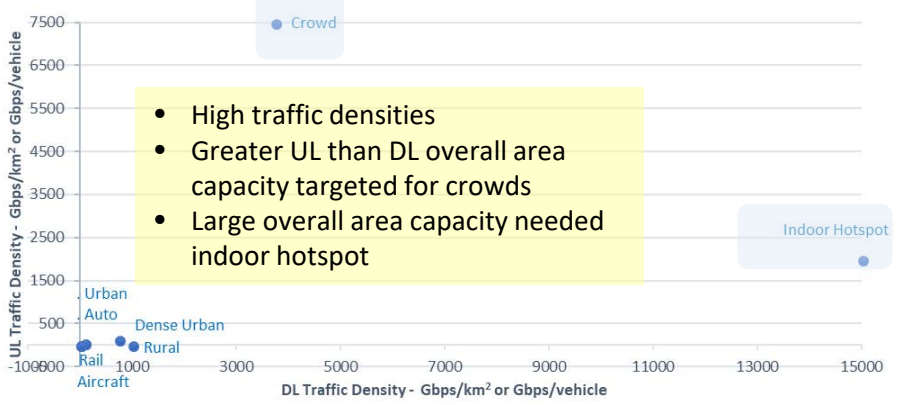 7500
Crowd
6500
5500
4500
3500
2500
1500
500
UL Traffic Density - Gbps/km² or Gbps/vehicle
• High traffic densities
• Greater UL than DL overall area
capacity targeted for crowds
• Large overall area capacity needed
indoor hotspot
Indoor Hotspot
Urban
Auto
Dense Urban
Rural
Rail
Aircraft
1000 3000 5000 7000 9000 11000 13000 15000
DL Traffic Density - Gbps/km² or Gbps/vehicle